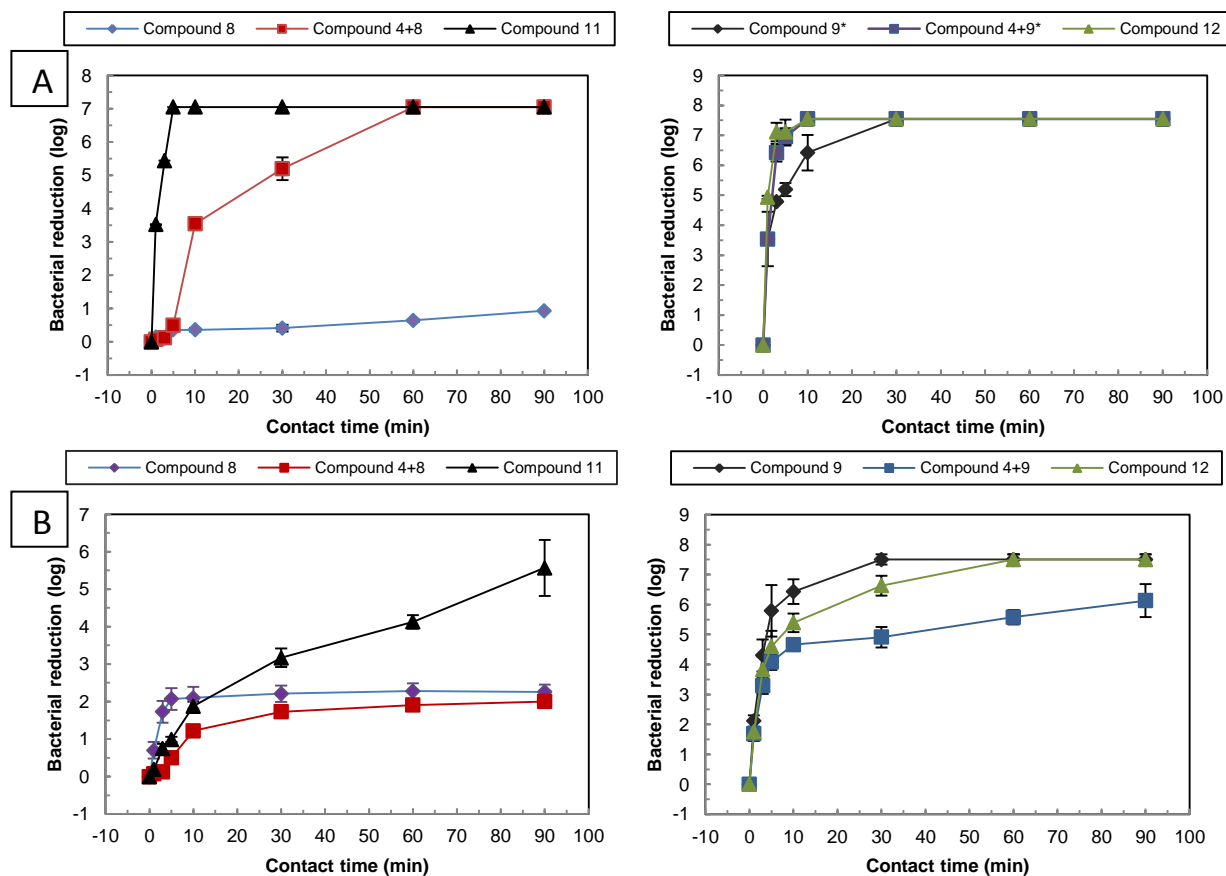 Compound 8 Compound 4+8 Compound 11
A
8
7
6
5
4
3
2
1
0
-1
Bacterial reduction (log)
-10 0 10 20 30 40 50 60 70 80 90 100
Contact time (min)
Compound 9* Compound 4+9* Compound 12
9
8
7
6
5
4
3
2
1
0
-1
Bacterial reduction (log)
-10 0 10 20 30 40 50 60 70 80 90 100
Contact time (min)
Compound 8 Compound 4+8 Compound 11
B
7
6
5
4
3
2
1
0
-1
Bacterial reduction (log)
-10 0 10 20 30 40 50 60 70 80 90 100
Contact time (min)
Compound 9 Compound 4+9 Compound 12
9
8
7
6
5
4
3
2
1
0
-1
Bacterial reduction (log)
-10 0 10 20 30 40 50 60 70 80 90 100
Contact time (min)